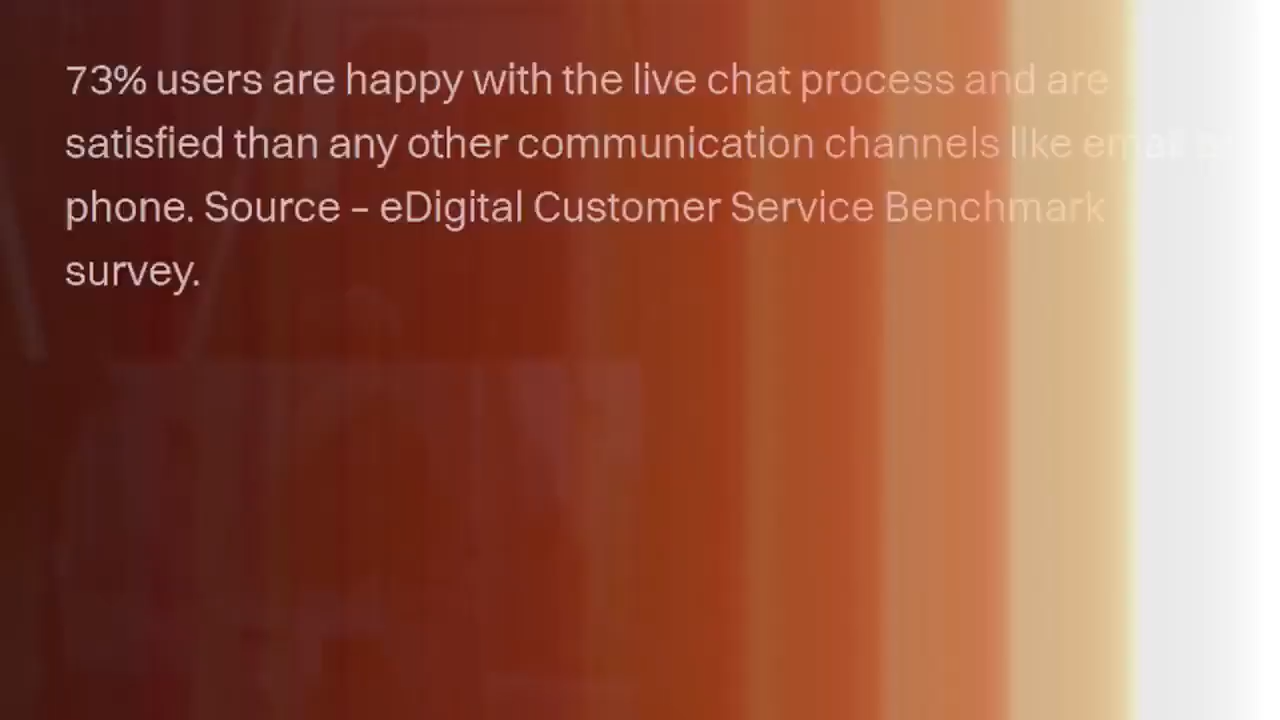 73% users are happy with the live chat process and are
satisfied than any other communication channels like email
phone. Source – eDigital Customer Service Benchmark
survey.